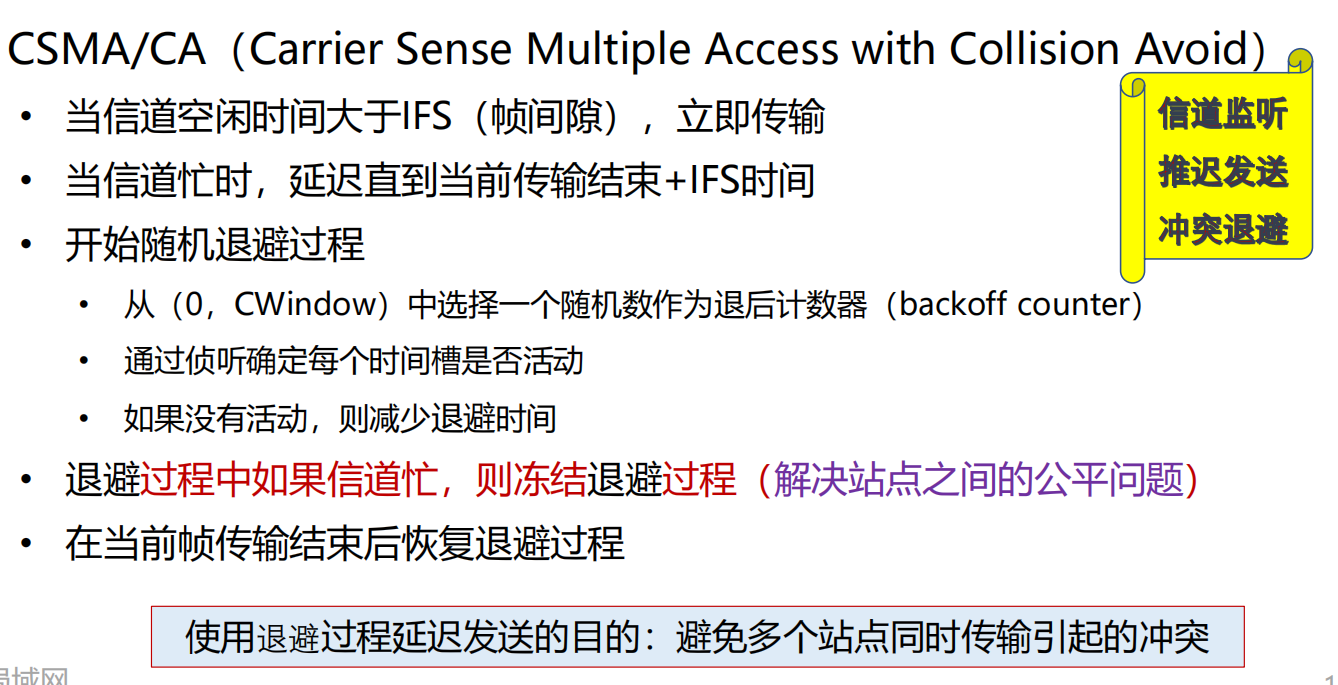 CSMA/CA（Carrier Sense Multiple Access with Collision Avoid）
• 当信道空闲时间大于IFS（帧间隙），立即传输
• 当信道忙时，延迟直到当前传输结束+IFS时间
• 开始随机退避过程
• 从（0，CWindow）中选择一个随机数作为退后计数器（backoff counter）
• 通过侦听确定每个时间槽是否活动
• 如果没有活动，则减少退避时间
• 退避过程中如果信道忙，则冻结退避过程（解决站点之间的公平问题）
• 在当前帧传输结束后恢复退避过程
信道监听
推迟发送
冲突退避
使用退避过程延迟发送的目的：避免多个站点同时传输引起的冲突
局域网